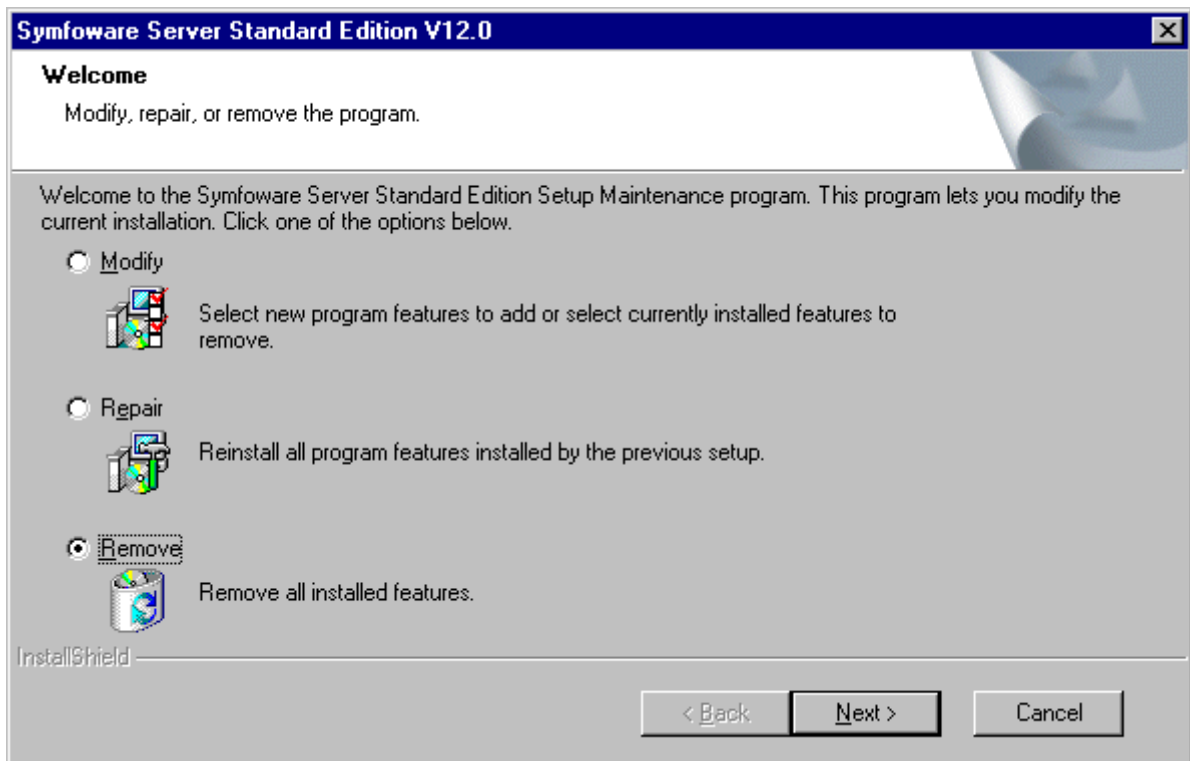 Symfoware Server Standard Edition V12.0
Welcome
Modify, repair, or remove the program.
Welcome to the Symfoware Server Standard Edition Setup Maintenance program. This program lets you modify the
current installation. Click one of the options below.
Modify
Select new program features to add or select currently installed features to
remove.
Repair
Reinstall all program features installed by the previous setup.
Remove
Remove all installed features.
InstallShield
< Back
Next >
Cancel